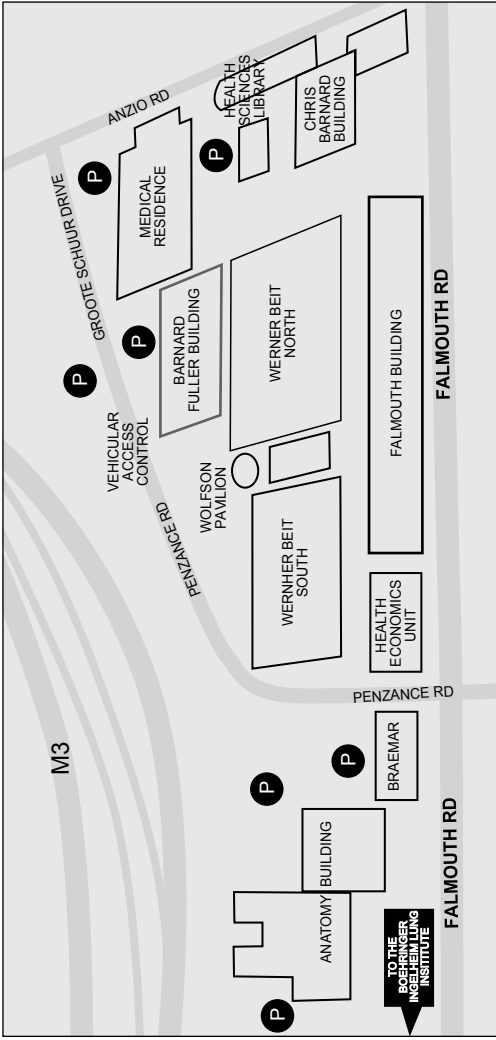 ANZIO RD
HEALTH
SCIENCES
LIBRARY
CHRIS
BARNARD
BUILDING
P
P
MEDICAL
RESIDENCE
GROOTE SCHUUR DRIVE
P
P
BARNARD
FULLER BUILDING
WERNER BEIT
NORTH
FALMOUTH BUILDING
FALMOUTH RD
VEHICULAR
ACCESS
CONTROL
WOLFSON
PAVLION
PENZANCE RD
WERNHER BEIT
SOUTH
HEALTH
ECONOMICS
UNIT
PENZANCE RD
M3
P
P
BRAEMAR
ANATOMY BUILDING
FALMOUTH RD
P
TO THE
BOEHRINGER
INGELHEIM LUNG
INSITITUTE